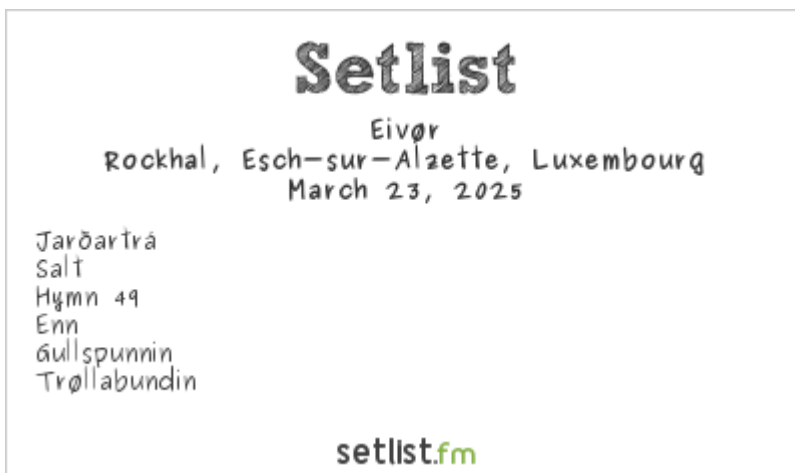 Setlist
Eivør
Rockhal, Esch-sur-Alzette, Luxembourg
March 23, 2025
Jarðartrá
Salt
Hymn 49
Enn
Gullspunnin
Trøllabundin
setlist.fm